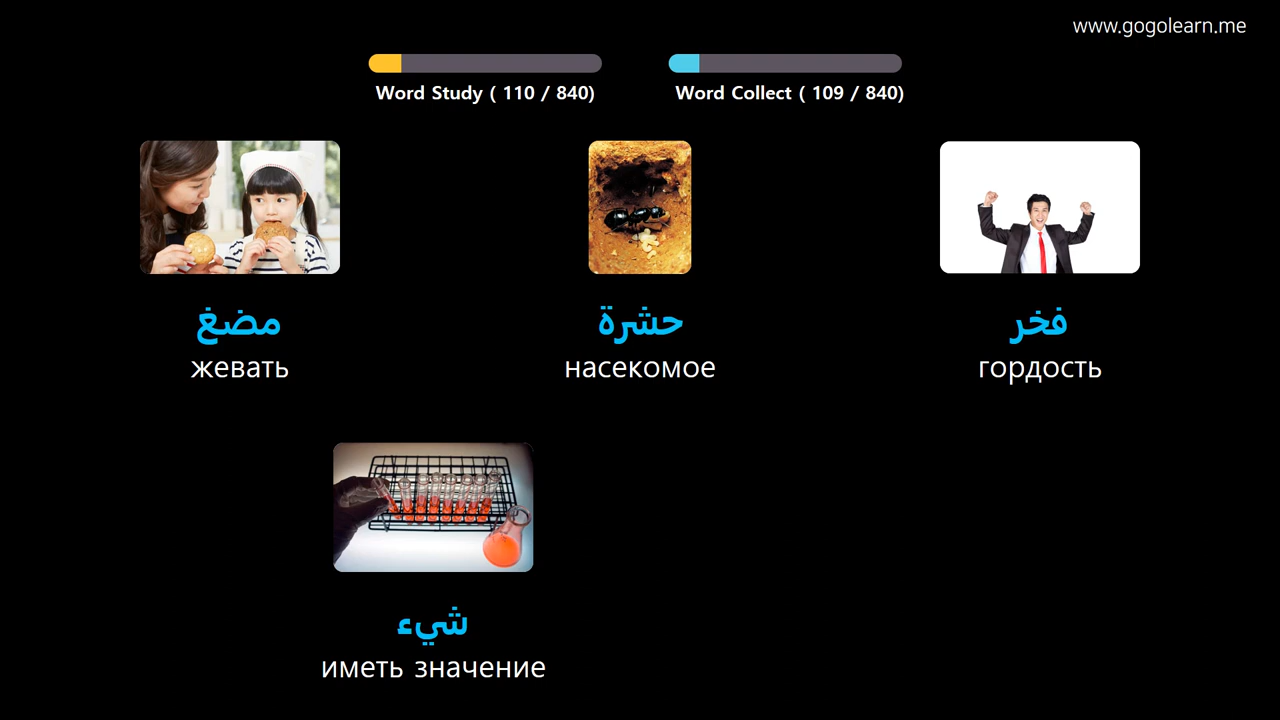 www.gogolearn.me
Word Study ( 110 / 840)
Word Collect ( 109 / 840)
مضغ
жевать
حشرة
насекомое
فخر
гордость
شيء
иметь значение